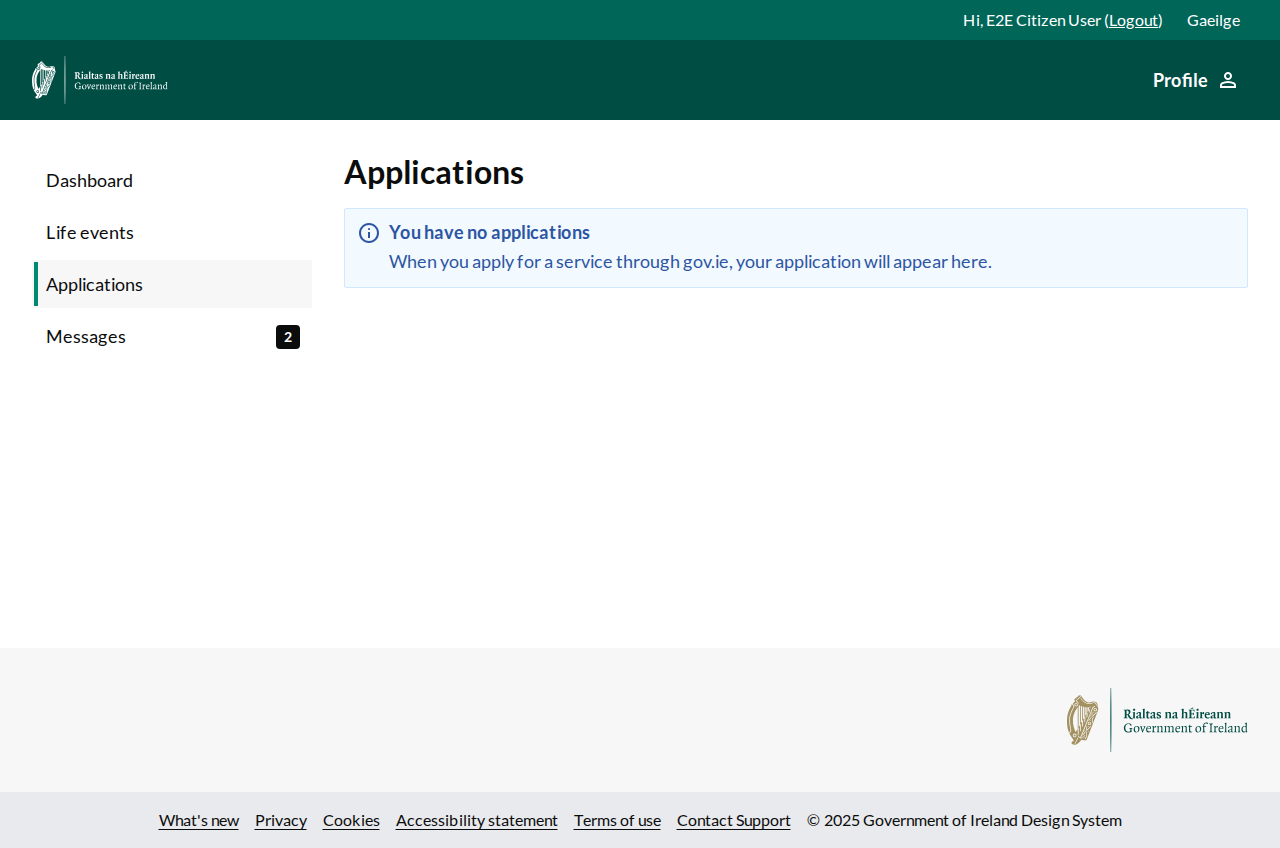 Hi, E2E Citizen User (Logout) Gaeilge
Rialtas na hÉireann
Government of Ireland
Profile
Dashboard
Life events
Applications
Messages 2
Applications
You have no applications
When you apply for a service through gov.ie, your application will appear here.
Rialtas na hÉireann
Government of Ireland
What's new Privacy Cookies Accessibility statement Terms of use Contact Support © 2025 Government of Ireland Design System